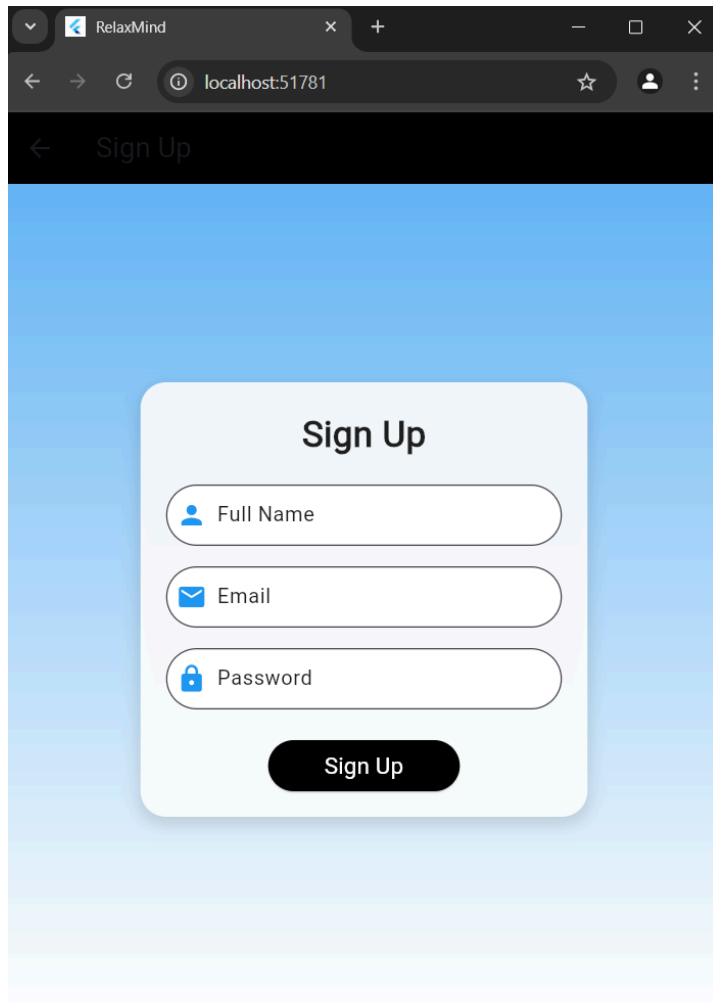 RelaxMind
localhost:51781
Sign Up
Sign Up
Full Name
Email
Password
Sign Up